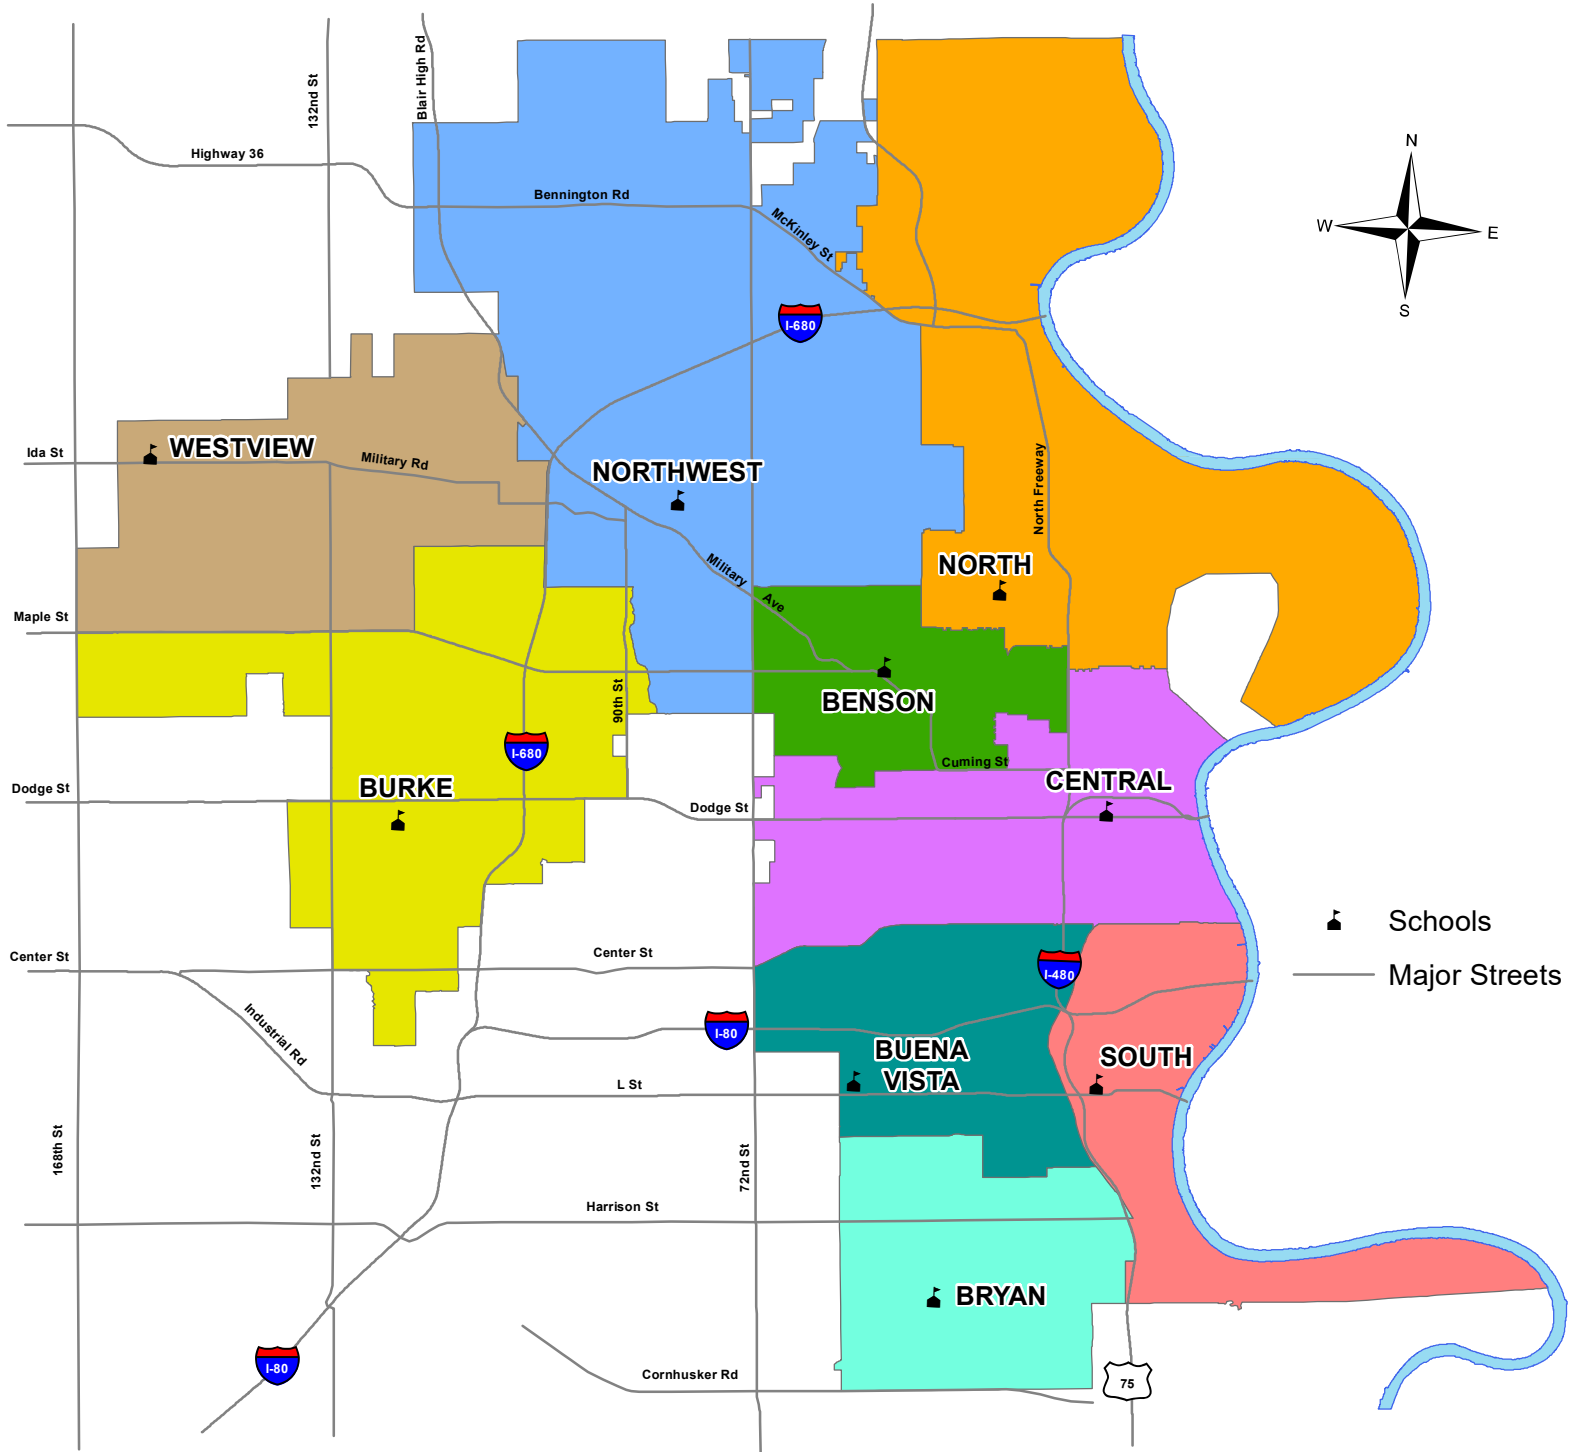 132nd St
Blair High Rd
N
Highway 36
Bennington Rd
McKinley St
W
E
S
I-680
Ida St
WESTVIEW
Military Rd
NORTHWEST
North Freeway
NORTH
Military
Ave
Maple St
90th St
BENSON
I-680
Cuming St
BURKE
CENTRAL
Dodge St
Dodge St
Schools
Center St
Center St
I-480
Major Streets
Industrial Rd
I-80
BUENA
VISTA
SOUTH
L St
168th St
132nd St
72nd St
Harrison St
BRYAN
I-80
Cornhusker Rd
75